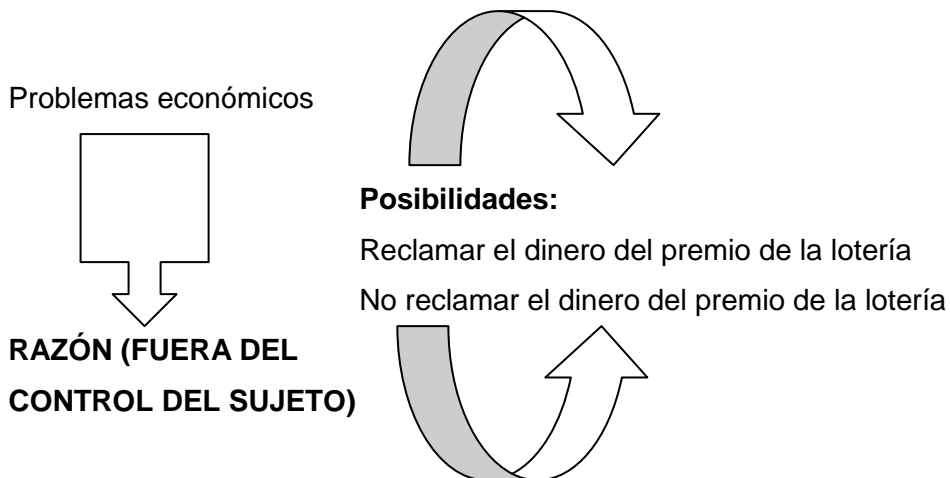 Problemas económicos
Posibilidades:
Reclamar el dinero del premio de la lotería
No reclamar el dinero del premio de la lotería
RAZÓN (FUERA DEL
CONTROL DEL SUJETO)